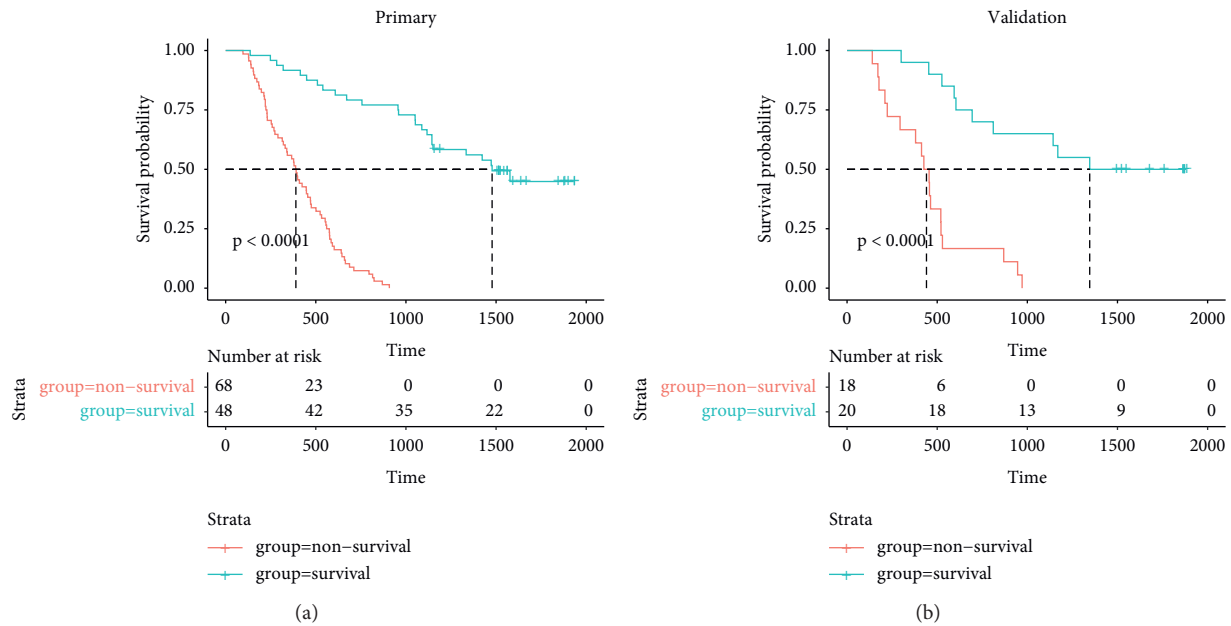 Primary
Survival probability
1.00
0.75
0.50
0.25
0.00
p < 0.0001
0 500 1000 1500 2000
Time
Number at risk
Strata
group=non−survival 68 23 0 0 0
group=survival 48 42 35 22 0
0 500 1000 1500 2000
Time
Strata
group=non−survival
group=survival
(a)
Validation
Survival probability
1.00
0.75
0.50
0.25
0.00
p < 0.0001
0 500 1000 1500 2000
Time
Number at risk
Strata
group=non−survival 18 6 0 0 0
group=survival 20 18 13 9 0
0 500 1000 1500 2000
Time
Strata
group=non−survival
group=survival
(b)